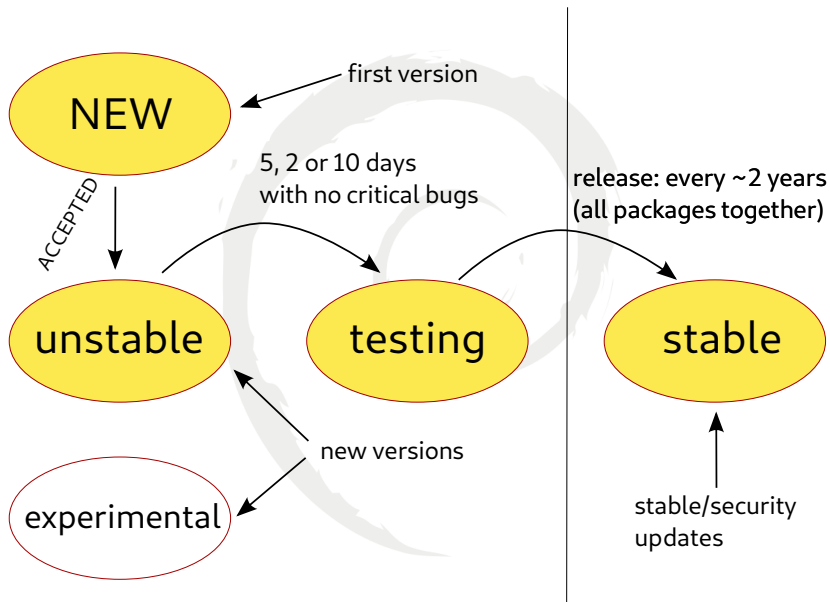 first version
NEW
5, 2 or 10 days
with no critical bugs
release: every ~2 years
(all packages together)
ACCEPTED
unstable
testing
stable
new versions
experimental
stable/security
updates